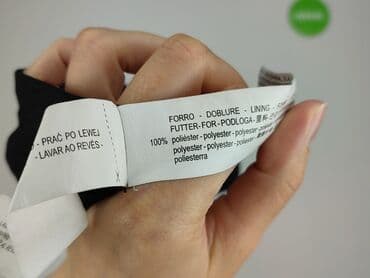 - PRAĆ PO LEWEJ
- LAVAR AO REVÊS. -
FORRO - DOBLURE - LINING -
FUTTER-FOR-PODLOGA-
100% poliéster-polyester-polyester-
polyester-polyester-poliester-
poliesterra